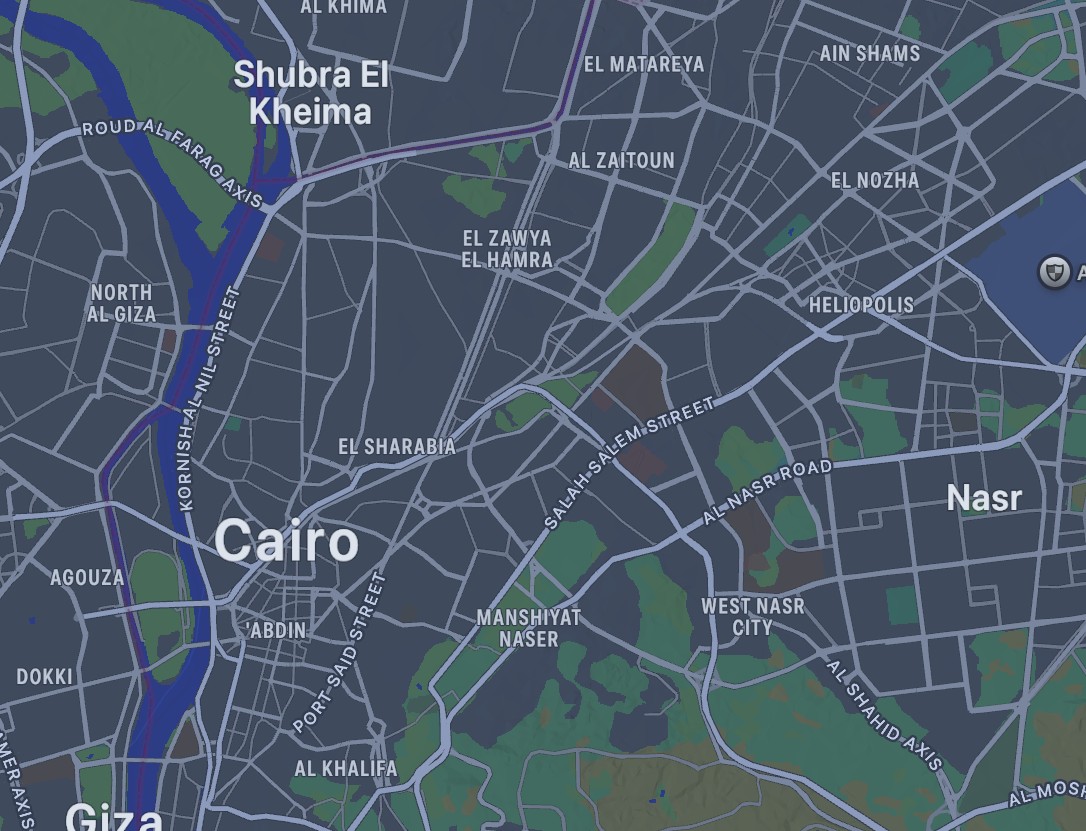 AL KHIMA
Shubra El
Kheima
EL MATAREYA
AIN SHAMS
ROUD AL FARAG AXIS
AL ZAITOUN
EL NOZHA
EL ZAWYA
EL HAMRA
NORTH
AL GIZA
HELIOPOLIS
KORNISH AL NIL STREET
EL SHARABIA
SALAH SALEM STREET
AL NASR ROAD
Nasr
Cairo
AGOUZA
'ABDIN
MANSHIYAT
NASER
WEST NASR
CITY
DOKKI
PORT SAID STREET
AL SHAHID AXIS
AL KHALIFA
Giza